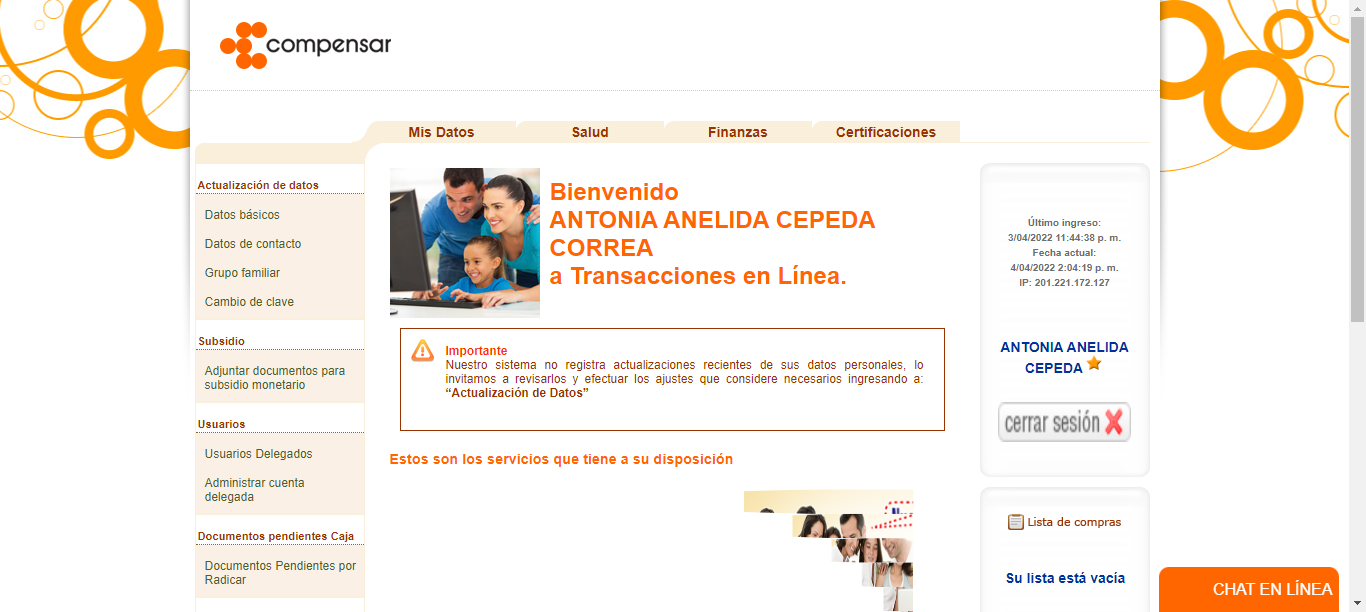 compensar
Mis Datos
Salud
Finanzas
Certificaciones
Actualización de datos
Datos básicos
Datos de contacto
Grupo familiar
Cambio de clave
Subsidio
Adjuntar documentos para
subsidio monetario
Usuarios
Usuarios Delegados
Administrar cuenta
delegada
Documentos pendientes Caja
Documentos Pendientes por
Radicar
Bienvenido
ANTONIA ANELIDA CEPEDA
CORREA
a Transacciones en Línea.
Importante
Nuestro sistema no registra actualizaciones recientes de sus datos personales, lo
invitamos a revisarlos y efectuar los ajustes que considere necesarios ingresando a:
“Actualización de Datos”
Estos son los servicios que tiene a su disposición
Último ingreso:
3/04/2022 11:44:38 p. m.
Fecha actual:
4/04/2022 2:04:19 p. m.
IP: 201.221.172.127
ANTONIA ANELIDA
CEPEDA
cerrar sesión
Lista de compras
Su lista está vacía
CHAT EN LÍNEA